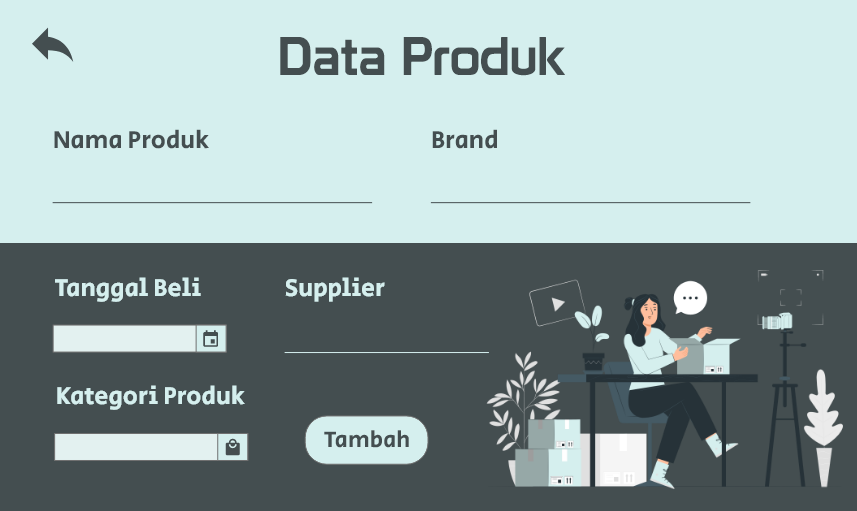 Data Produk
Nama Produk
Brand
Tanggal Beli
Supplier
Kategori Produk
Tambah